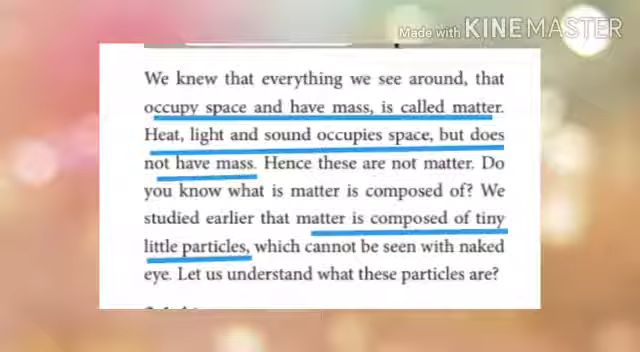 Made with KINEMASTER
We knew that everything we see around, that
occupy space and have mass, is called matter.
Heat, light and sound occupies space, but does
not have mass. Hence these are not matter. Do
you know what is matter is composed of? We
studied earlier that matter is composed of tiny
little particles, which cannot be seen with naked
eye. Let us understand what these particles are?